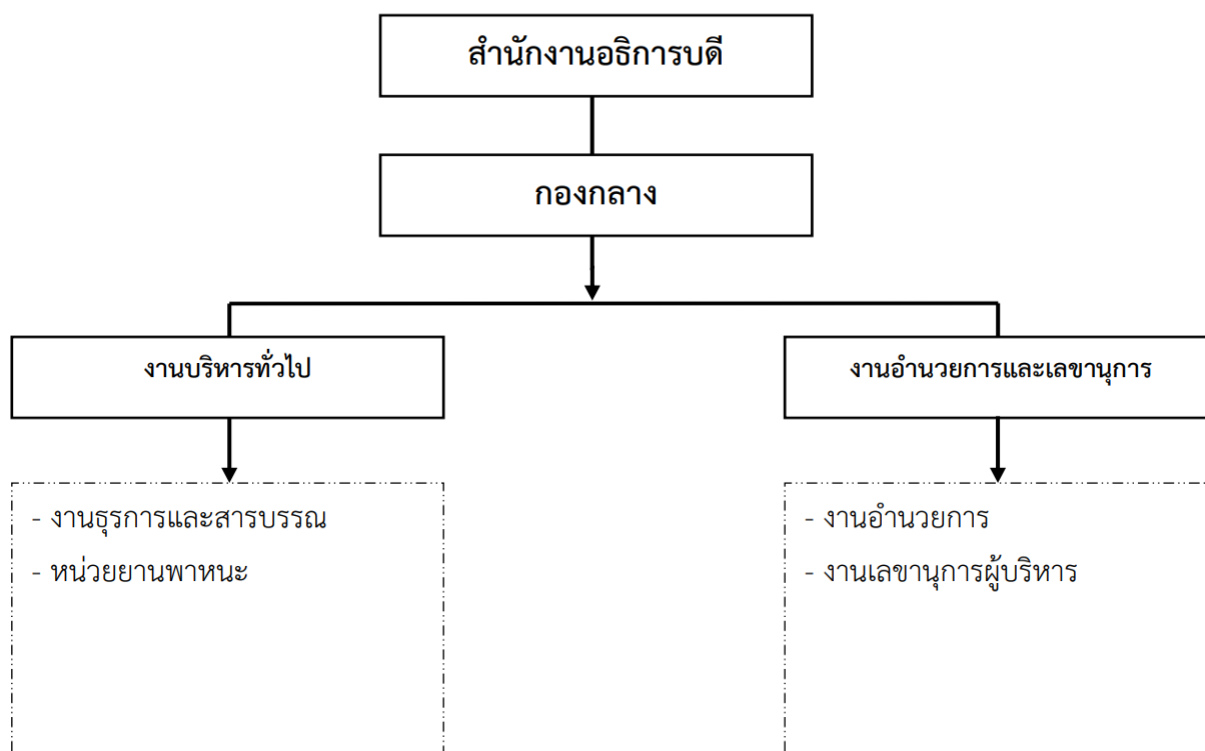 สำนักงานอธิการบดี
กองกลาง
งานบริหารทั่วไป
งานอำนวยการและเลขานุการ
- งานธุรการและสารบรรณ
- หน่วยยานพาหนะ
- งานอำนวยการ
- งานเลขานุการผู้บริหาร